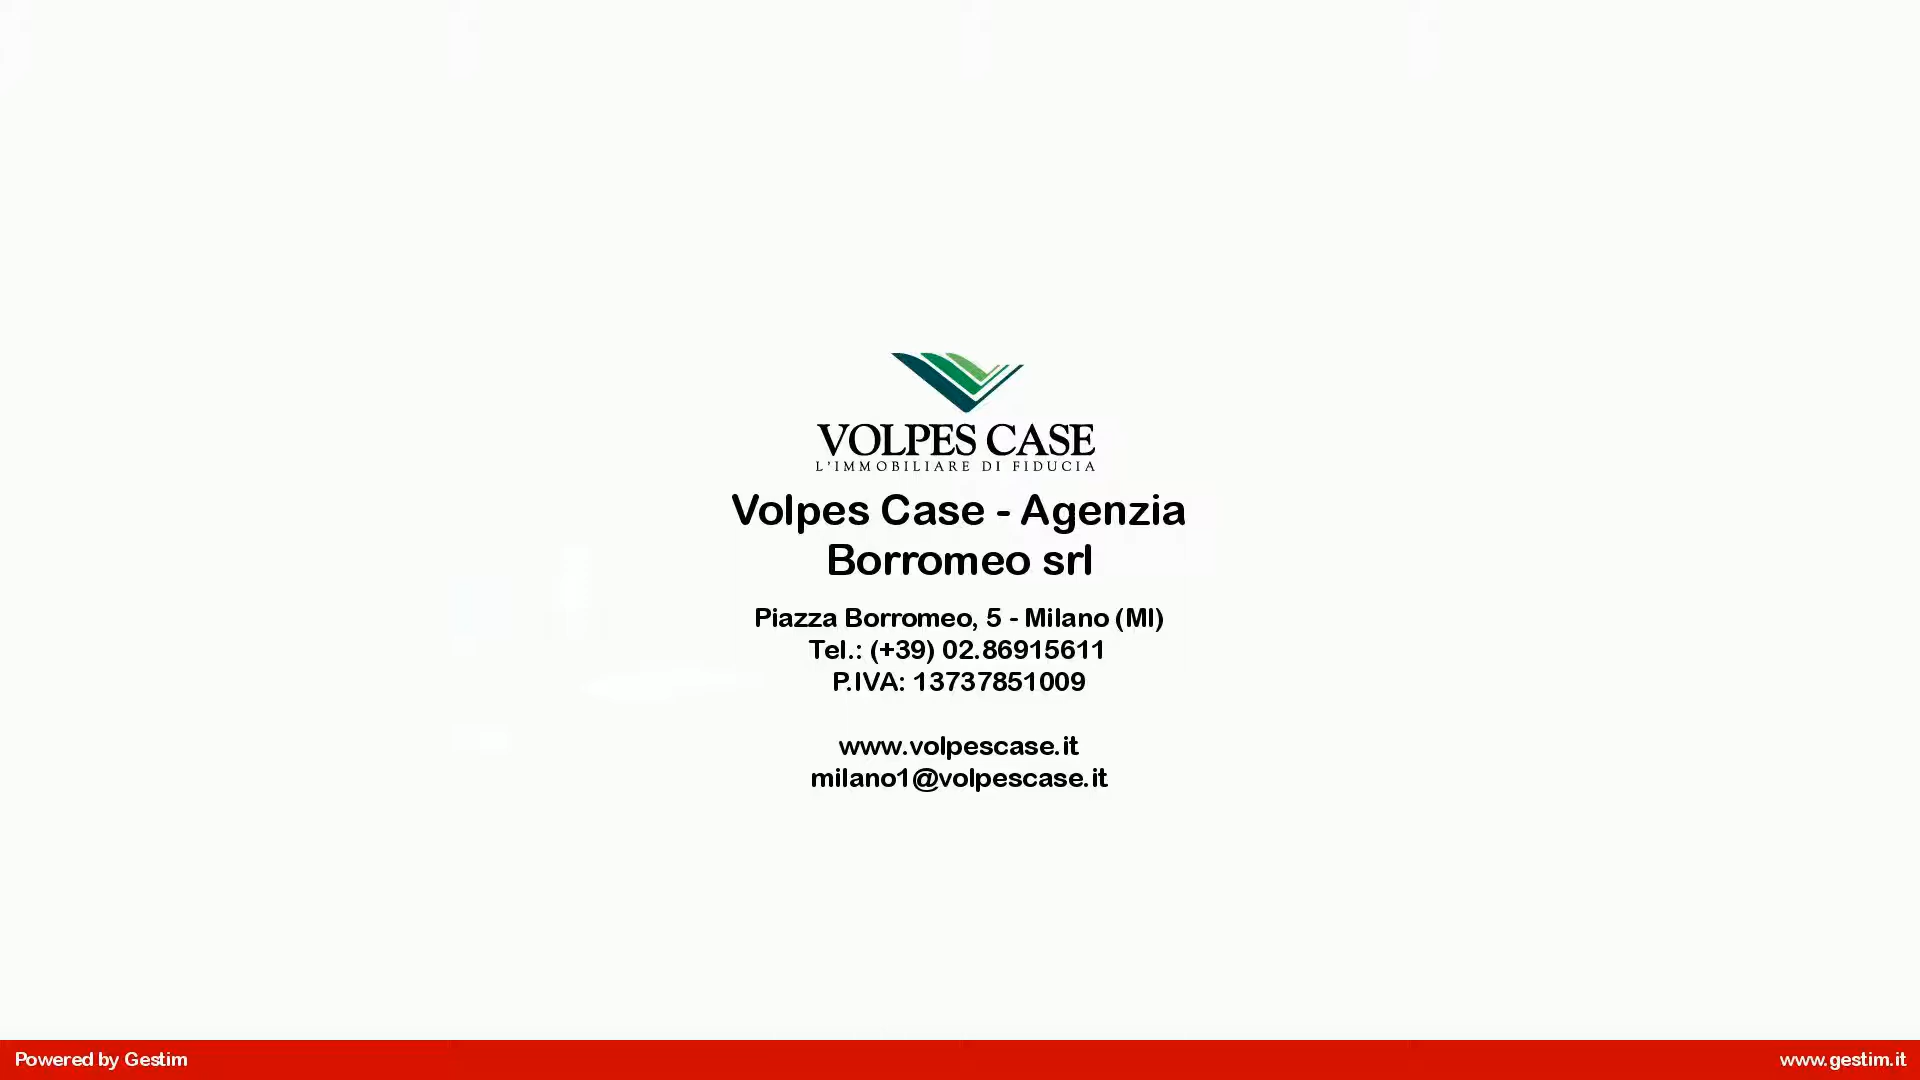 VOLPES CASE
L'IMMOBILIARE DI FIDUCIA
Volpes Case - Agenzia
Borromeo srl
Piazza Borromeo, 5 - Milano (MI)
Tel.: (+39) 02.86915611
P.IVA: 13737851009
www.volpescase.it
milano1@volpescase.it
Powered by Gestim
www.gestim.it